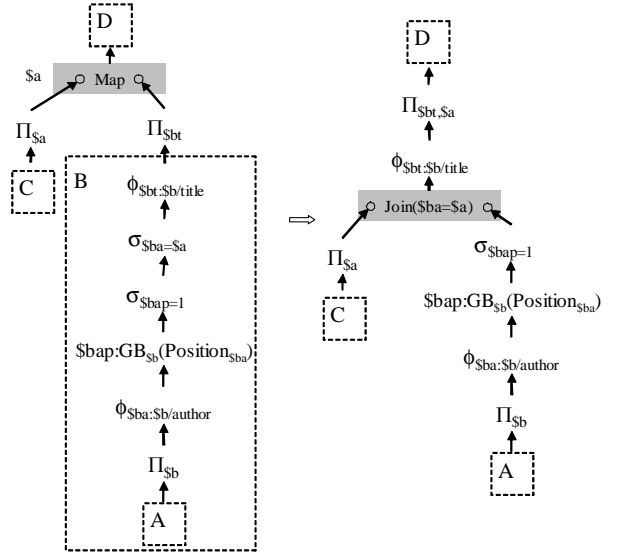 D
$a Map
Π$a Π$bt
C
B
ϕ$bt:$b/title
σ$ba=$a
σ$bap=1
$bap:GB$b(Position$ba)
ϕ$ba:$b/author
Π$b
A
D
Π$bt,$a
ϕ$bt:$b/title
Join($ba=$a)
Π$a
C
σ$bap=1
$bap:GB$b(Position$ba)
ϕ$ba:$b/author
Π$b
A